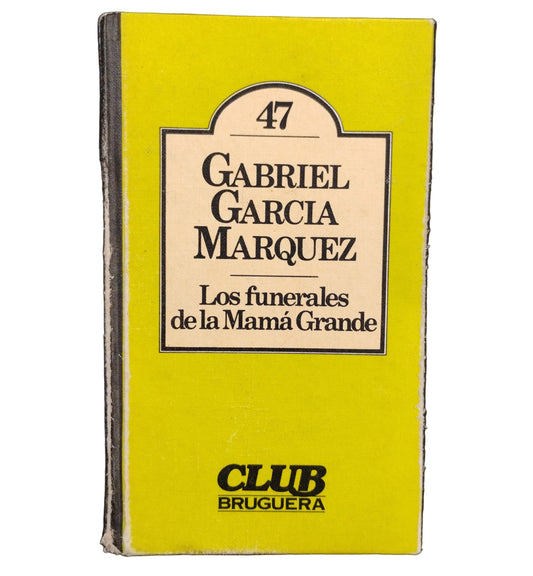 47
GABRIEL
GARCIA
MARQUEZ
Los funerales
de la Mamá Grande
CLUB
BRUGUERA